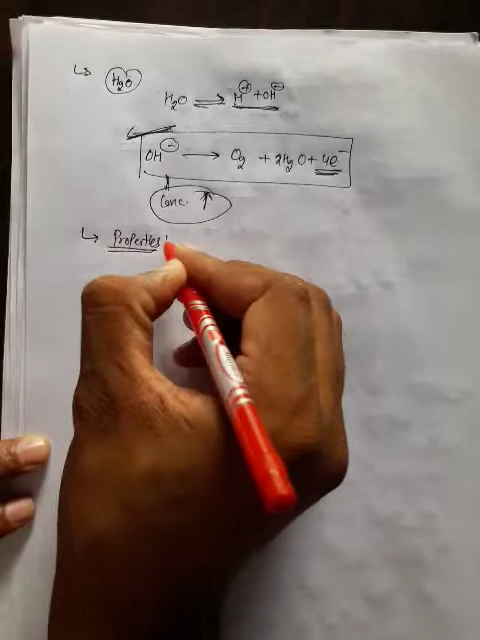 ↳ H₂O
H₂O ⇌ H⊕ + OH⊖
OH⊖ → O₂ + 2H₂O + 4e⁻
Conc. ↑
↳ Properties